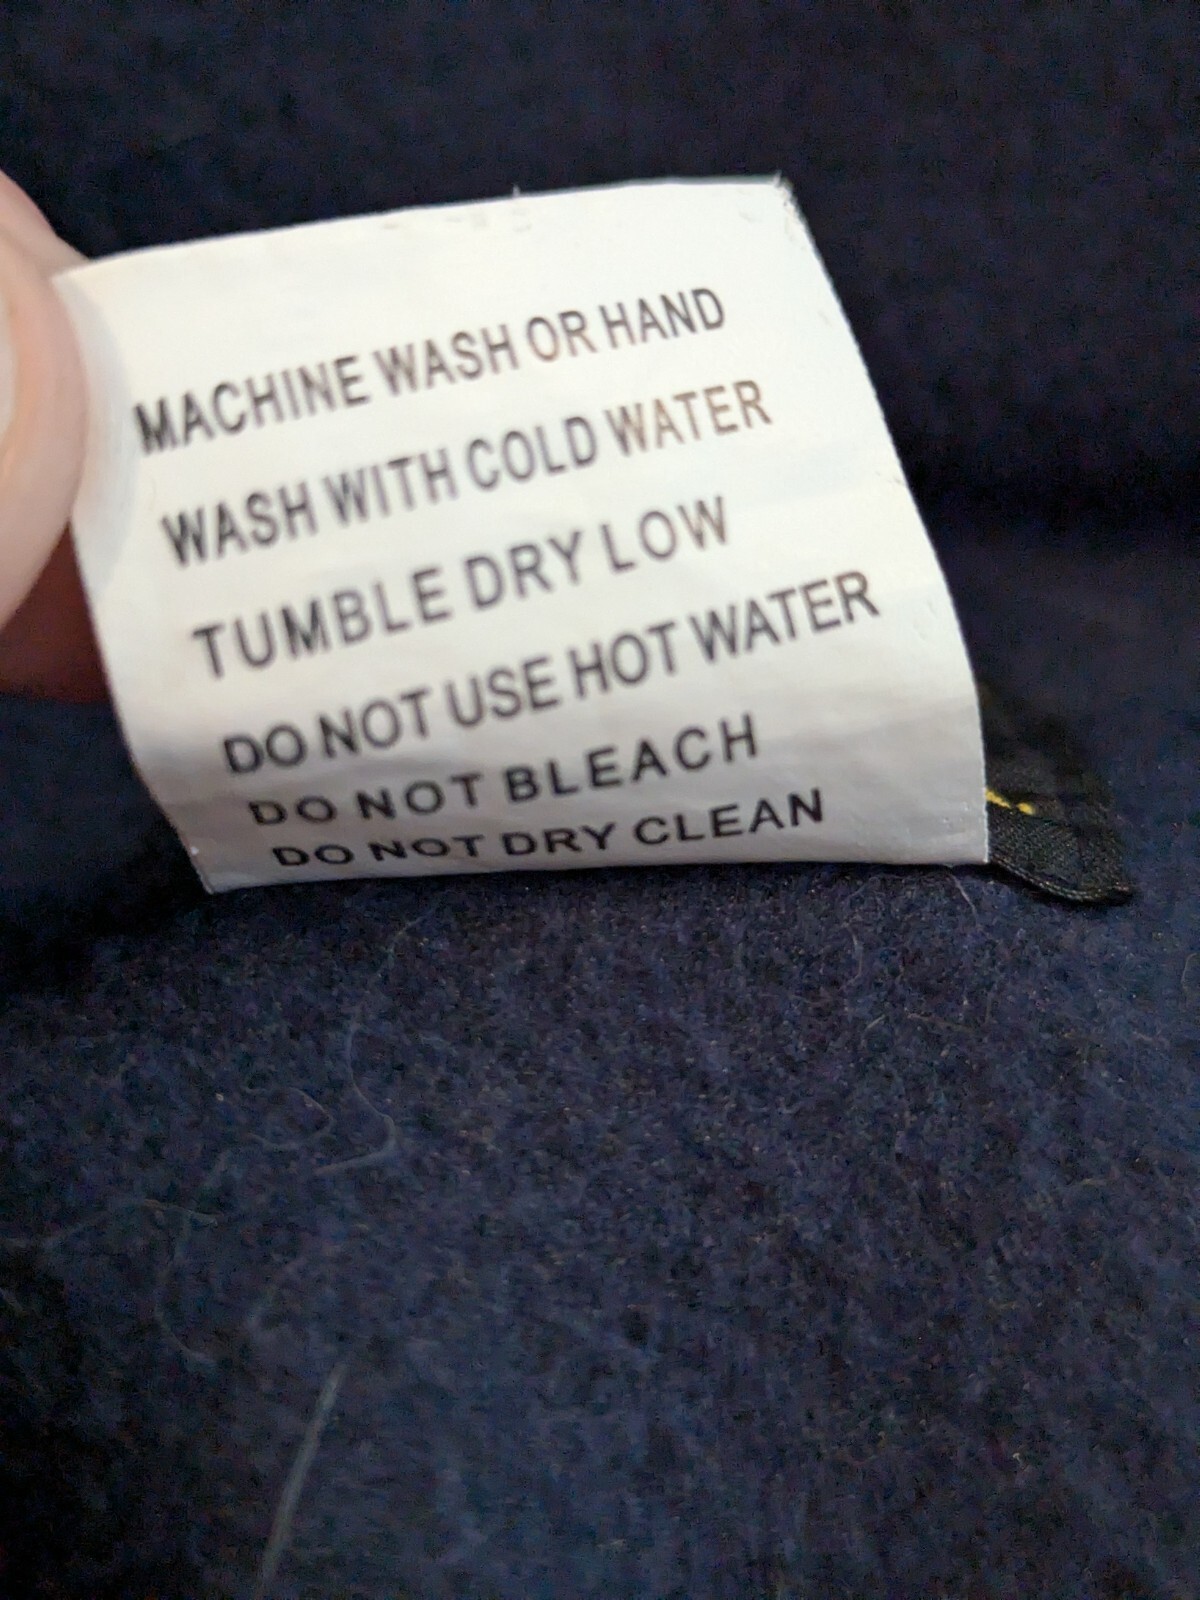 MACHINE WASH OR HAND
WASH WITH COLD WATER
TUMBLE DRY LOW
DO NOT USE HOT WATER
DO NOT BLEACH
DO NOT DRY CLEAN